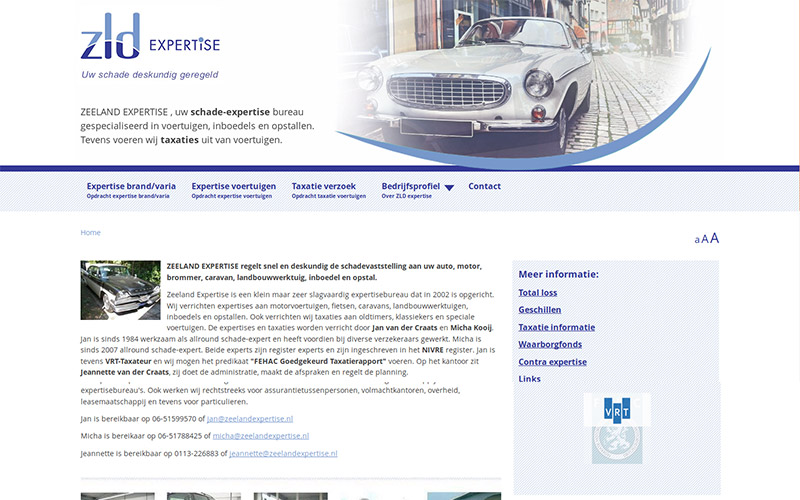 zld EXPERTISE
Uw schade deskundig geregeld
ZEELAND EXPERTISE , uw schade-expertise bureau
gespecialiseerd in voertuigen, inboedels en opstallen.
Tevens voeren wij taxaties uit van voertuigen.
Expertise brand/varia
Opdracht expertise brand/varia
Expertise voertuigen
Opdracht expertise voertuigen
Taxatie verzoek
Opdracht taxatie voertuigen
Bedrijfsprofiel
Over ZLD expertise
Contact
Home
a A A
ZEELAND EXPERTISE regelt snel en deskundig de schadevaststelling aan uw auto, motor,
brommer, caravan, landbouwwerktuig, inboedel en opstal.
Zeeland Expertise is een klein maar zeer slagvaardig expertisebureau dat in 2002 is opgericht.
Wij verrichten expertises aan motorvoertuigen, fietsen, caravans, landbouwwerktuigen,
inboedels en opstallen. Ook verrichten wij taxaties aan oldtimers, klassiekers en speciale
voertuigen. De expertises en taxaties worden verricht door Jan van der Craats en Micha Kooij.
Jan is sinds 1984 werkzaam als allround schade-expert en heeft voordien bij diverse verzekeraars gewerkt. Micha is
sinds 2007 allround schade-expert. Beide experts zijn register experts en zijn ingeschreven in het NIVRE register. Jan is
tevens VRT-Taxateur en wij mogen het predikaat "FEHAC Goedgekeurd Taxatierapport" voeren. Op het kantoor zit
Jeannette van der Craats, zij doet de administratie, maakt de afspraken en regelt de planning.
expertisebureau's. Ook werken wij rechtstreeks voor assurantietussenpersonen, volmachtkantoren, overheid,
leasemaatschappij en tevens voor particulieren.
Jan is bereikbaar op 06-51599570 of jan@zeelandexpertise.nl
Micha is bereikbaar op 06-51788425 of micha@zeelandexpertise.nl
Jeannette is bereikbaar op 0113-226883 of jeannette@zeelandexpertise.nl
Meer informatie:
Total loss
Geschillen
Taxatie informatie
Waarborgfonds
Contra expertise
Links
VRT